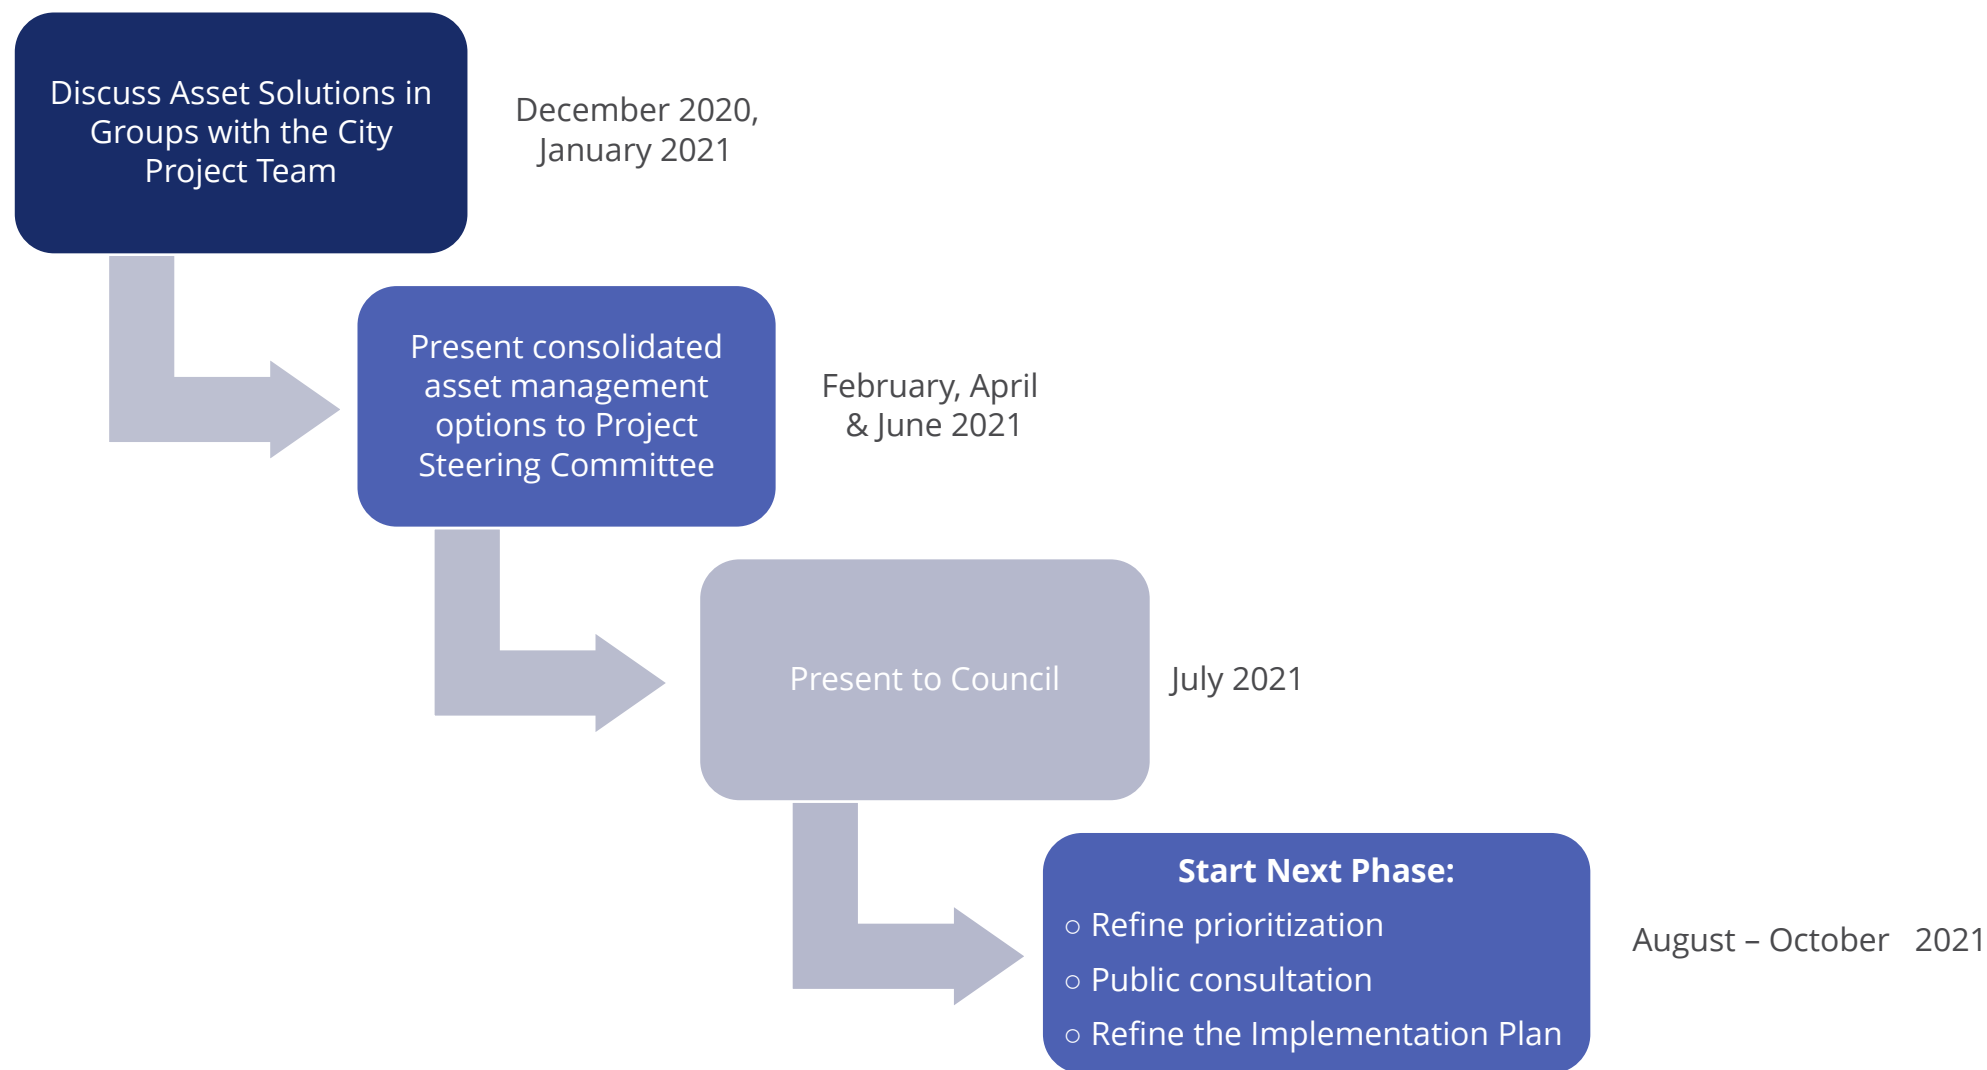 Discuss Asset Solutions in
Groups with the City
Project Team
December 2020,
January 2021
Present consolidated
asset management
options to Project
Steering Committee
February, April
& June 2021
Present to Council
July 2021
Start Next Phase:
○ Refine prioritization
○ Public consultation
○ Refine the Implementation Plan
August – October 2021